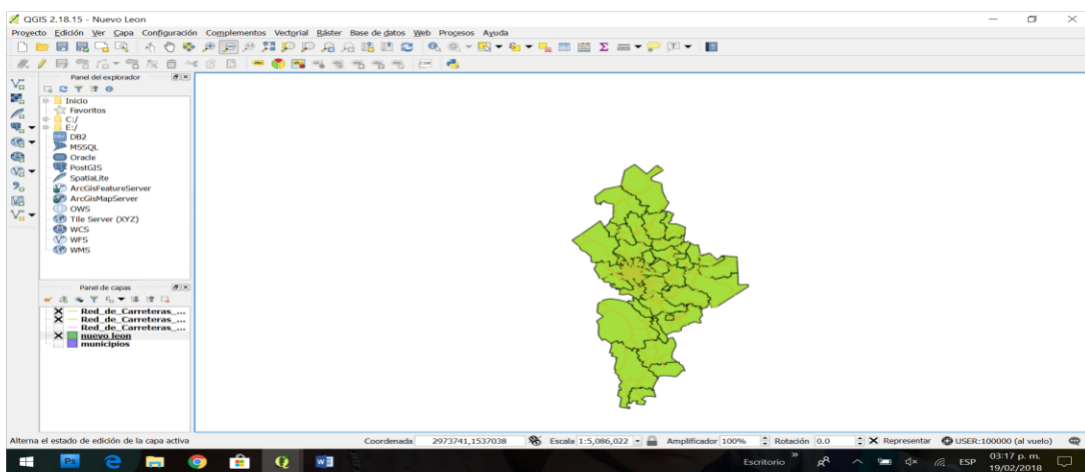 QGIS 2.18.15 - Nuevo Leon
Proyecto Edición Ver Capa Configuración Complementos Vectorial Ráster Base de datos Web Procesos Ayuda
Panel del explorador
Inicio
Favoritos
C:/
E:/
DB2
MSSQL
Oracle
PostGIS
SpatiaLite
ArcGisFeatureServer
ArcGisMapServer
OWS
Tile Server (XYZ)
WCS
WFS
WMS
Panel de capas
Red_de_Carreteras_...
Red_de_Carreteras_...
Red_de_Carreteras_...
nuevo leon
municipios
Alterna el estado de edición de la capa activa
Coordenada 2973741,1537038 Escala 1:5,086,022 Amplificador 100% Rotación 0.0 Representar USER:100000 (al vuelo)
Ps
Escritorio » ESP 03:17 p. m.
19/02/2018